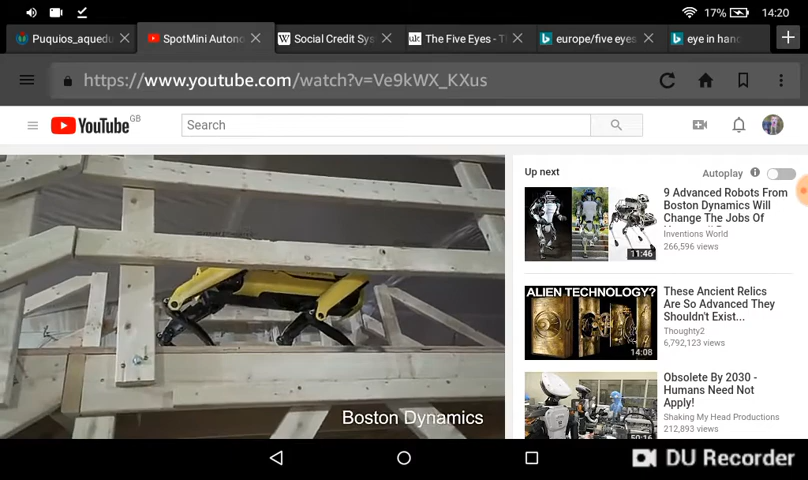 17% 14:20
Puquios_aquedu
SpotMini Autono
Social Credit Sys
The Five Eyes - Th
europe/five eyes
eye in hand
https://www.youtube.com/watch?v=Ve9kWX_KXus
YouTube GB
Search
Up next
Autoplay
9 Advanced Robots From
Boston Dynamics Will
Change The Jobs Of
Inventions World
266,596 views
11:46
ALIEN TECHNOLOGY?
14:08
These Ancient Relics
Are So Advanced They
Shouldn't Exist...
Thoughty2
6,792,123 views
Obsolete By 2030 -
Humans Need Not
Apply!
Shaking My Head Productions
212,893 views
50:16
Boston Dynamics
DU Recorder